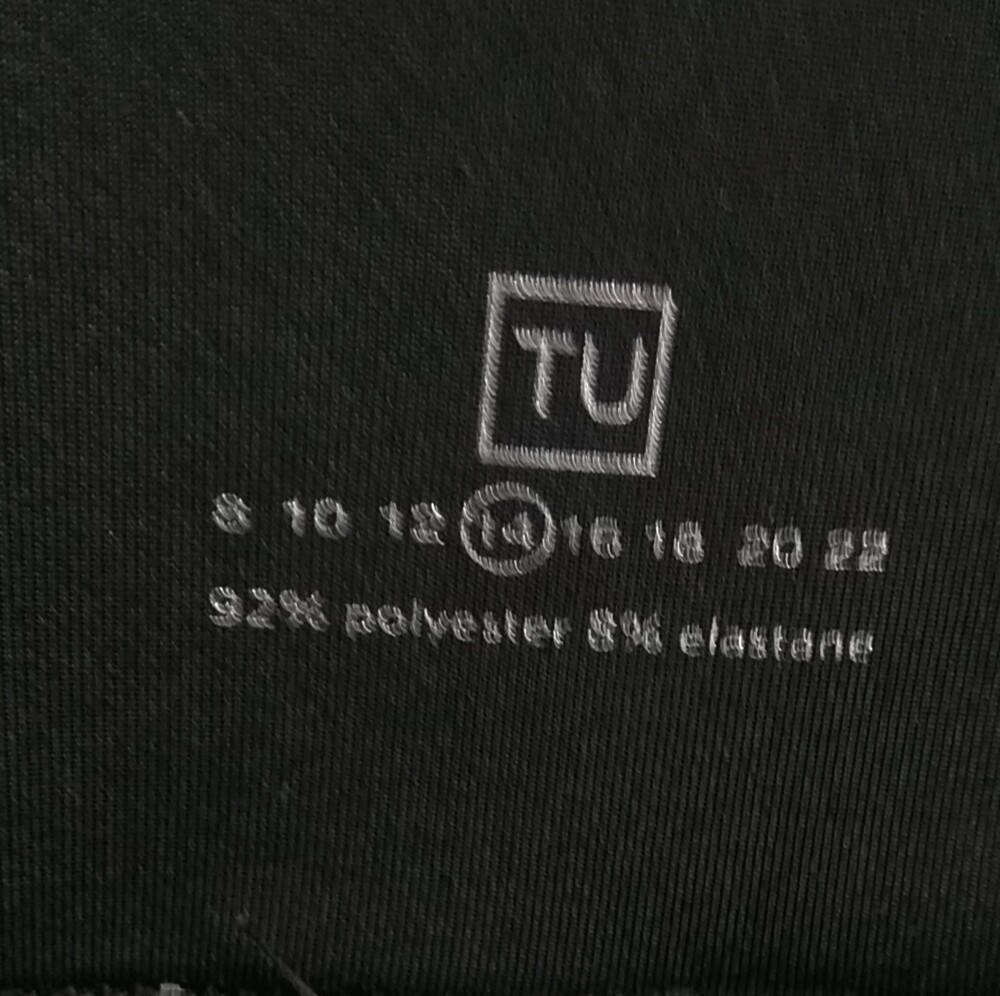 TU
8 10 12 14 16 18 20 22
92% polyester 8% elastane